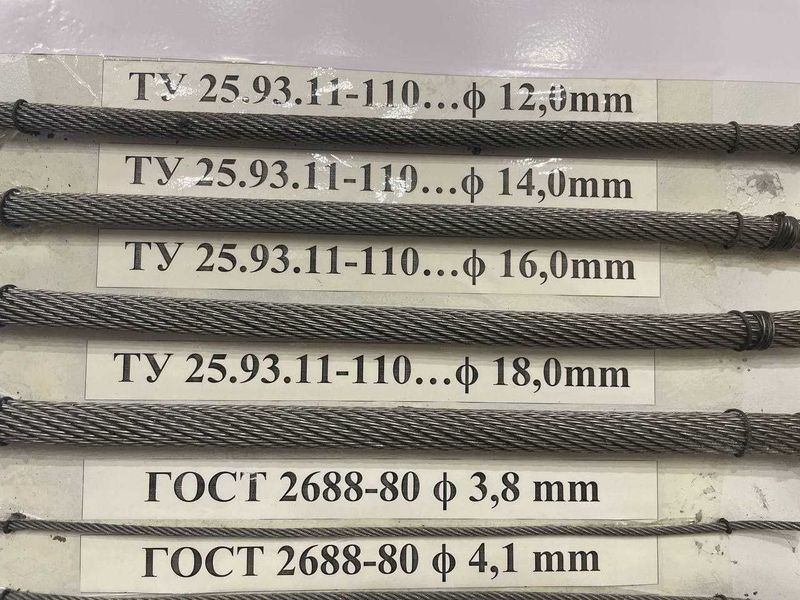 ТУ 25.93.11-110...ф 12,0mm
ТУ 25.93.11-110...ф 14,0mm
ТУ 25.93.11-110...ф 16,0mm
ТУ 25.93.11-110...ф 18,0mm
ГОСТ 2688-80 ф 3,8 mm
ГОСТ 2688-80 ф 4,1 mm